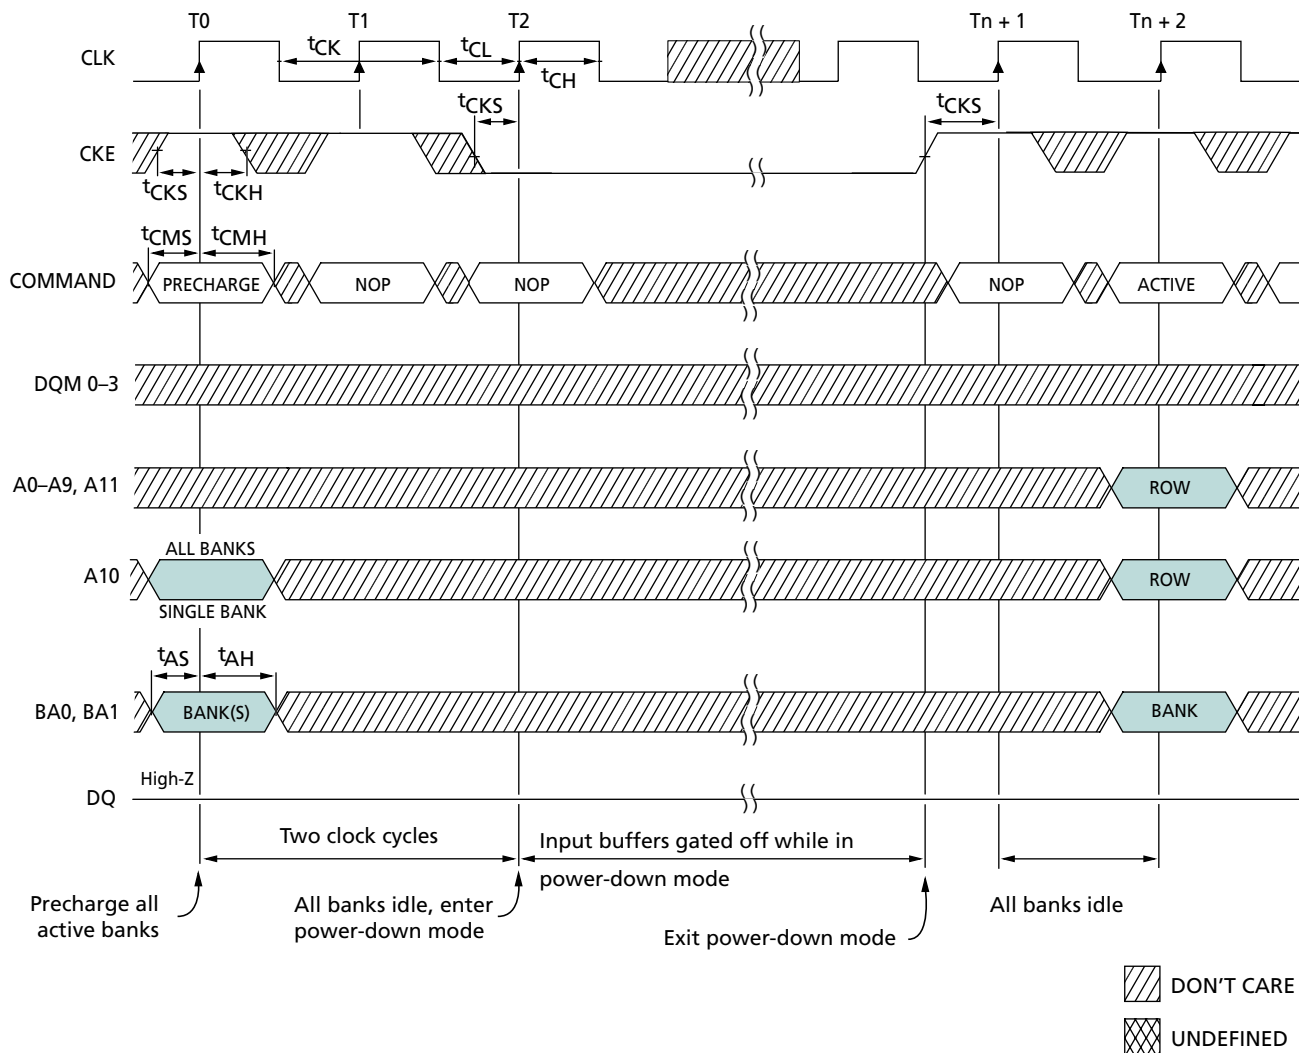 T0 T1 T2 Tn + 1 Tn + 2
CLK
tCK tCL
tCH
tCKS tCKS
CKE
tCKS tCKH
tCMS tCMH
COMMAND PRECHARGE NOP NOP NOP ACTIVE
DQM 0–3
A0–A9, A11 ROW
ALL BANKS
A10 ROW
SINGLE BANK
tAS tAH
BA0, BA1 BANK(S) BANK
High-Z
DQ
Two clock cycles
Input buffers gated off while in
power-down mode
Precharge all
active banks
All banks idle, enter
power-down mode
Exit power-down mode
All banks idle
DON'T CARE
UNDEFINED